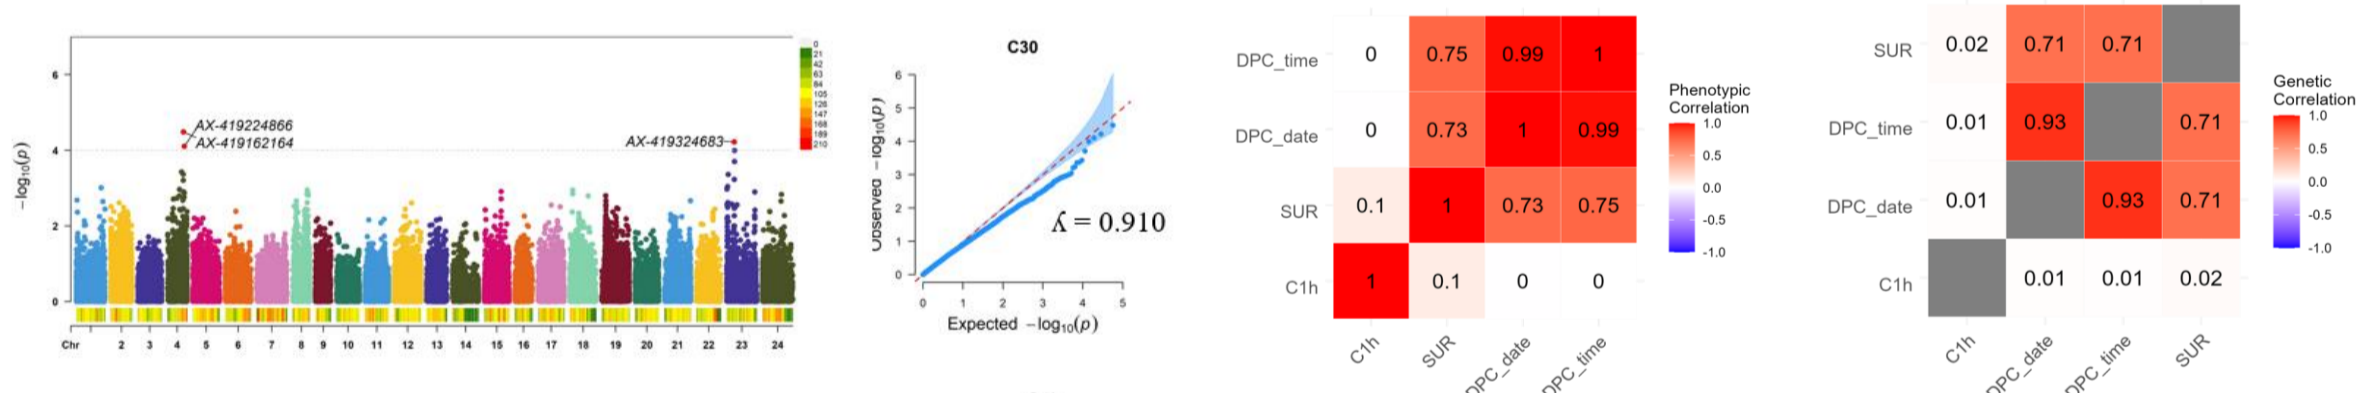 6
4
2
0
−log₁₀(p)
AX-419224866
AX-419162164
AX-419324683
0
21
42
63
84
105
126
147
168
189
210
Chr 2 3 4 5 6 7 8 9 10 11 12 13 14 15 16 17 18 19 20 21 22 23 24
C30
6
5
4
3
2
1
0
Observed −log₁₀(p)
ʎ = 0.910
0 1 2 3 4 5
Expected −log₁₀(p)
DPC_time 0 0.75 0.99 1
DPC_date 0 0.73 1 0.99
SUR 0.1 1 0.73 0.75
C1h 1 0.1 0 0
C1h SUR DPC_date DPC_time
Phenotypic
Correlation
1.0
0.5
0.0
-0.5
-1.0
SUR 0.02 0.71 0.71
DPC_time 0.01 0.93 0.71
DPC_date 0.01 0.93 0.71
C1h 0.01 0.01 0.02
C1h DPC_date DPC_time SUR
Genetic
Correlation
1.0
0.5
0.0
-0.5
-1.0